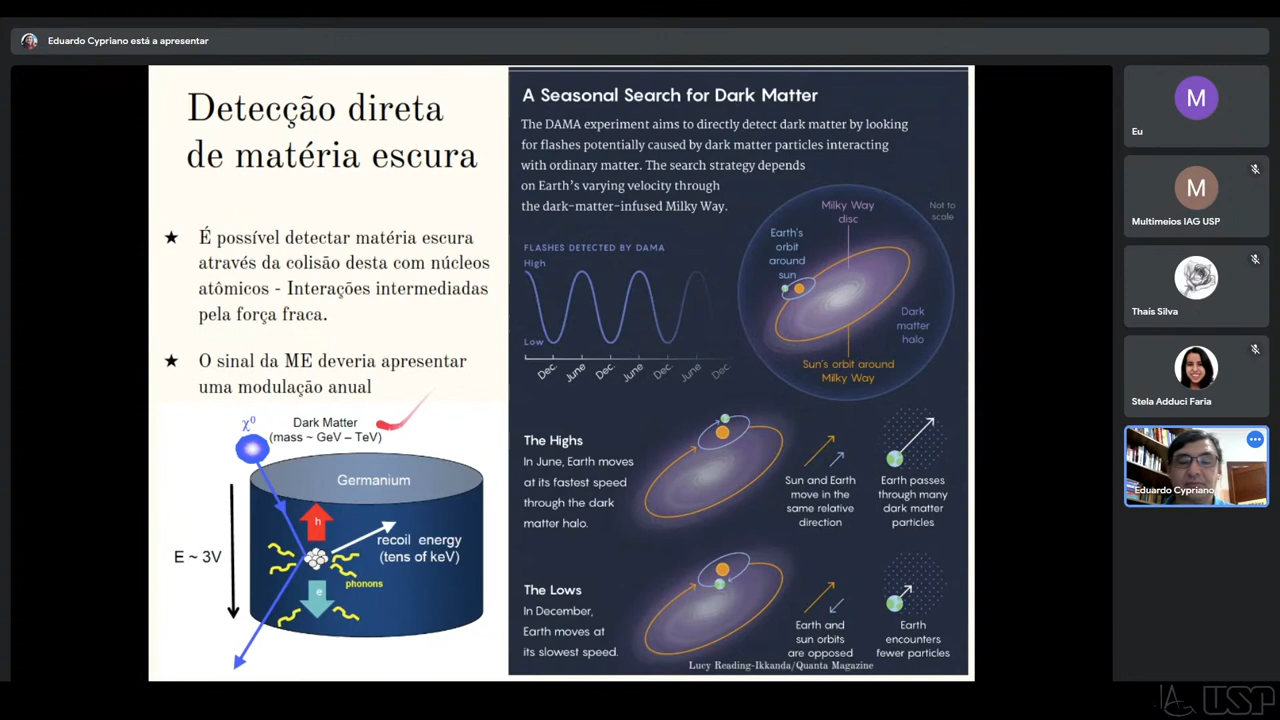 Eduardo Cypriano está a apresentar
Detecção direta
de matéria escura
★ É possível detectar matéria escura
através da colisão desta com núcleos
atômicos - Interações intermediadas
pela força fraca.
★ O sinal da ME deveria apresentar
uma modulação anual
χ⁰
Dark Matter
(mass ~ GeV – TeV)
Germanium
h
recoil energy
(tens of keV)
E ~ 3V
phonons
e
A Seasonal Search for Dark Matter
The DAMA experiment aims to directly detect dark matter by looking
for flashes potentially caused by dark matter particles interacting
with ordinary matter. The search strategy depends
on Earth's varying velocity through
the dark-matter-infused Milky Way.
FLASHES DETECTED BY DAMA
High
Low
Dec.
June
Dec.
June
Dec.
June
Dec.
Milky Way
disc
Not to
scale
Earth's
orbit
around
sun
Dark
matter
halo
Sun's orbit around
Milky Way
The Highs
In June, Earth moves
at its fastest speed
through the dark
matter halo.
Sun and Earth
move in the
same relative
direction
Earth passes
through many
dark matter
particles
The Lows
In December,
Earth moves at
its slowest speed.
Earth and
sun orbits
are opposed
Earth
encounters
fewer particles
Lucy Reading-Ikkanda/Quanta Magazine
M
Eu
M
Multimeios IAG USP
Thaís Silva
Stela Adduci Faria
Eduardo Cypriano
USP